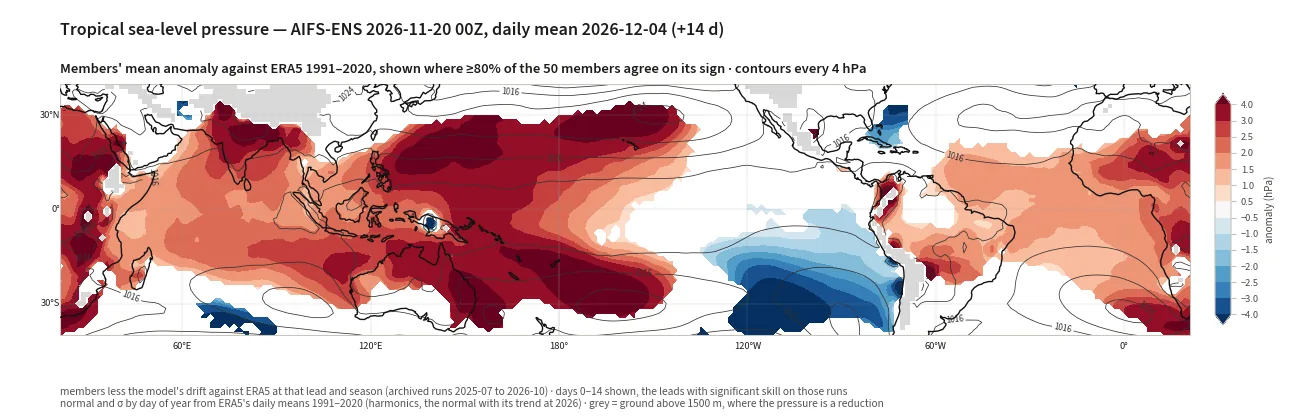 Tropical sea-level pressure — AIFS-ENS 2026-11-20 00Z, daily mean 2026-12-04 (+14 d)
Members' mean anomaly against ERA5 1991–2020, shown where ≥80% of the 50 members agree on its sign · contours every 4 hPa
1024
1016
1016
1016
1016
1016
1016
1016
30°N
0°
30°S
60°E
120°E
180°
120°W
60°W
0°
4.0
3.0
2.5
2.0
1.5
1.0
0.5
−0.5
−1.0
−1.5
−2.0
−2.5
−3.0
−4.0
anomaly (hPa)
members less the model's drift against ERA5 at that lead and season (archived runs 2025-07 to 2026-10) · days 0–14 shown, the leads with significant skill on those runs
normal and σ by day of year from ERA5's daily means 1991–2020 (harmonics, the normal with its trend at 2026) · grey = ground above 1500 m, where the pressure is a reduction